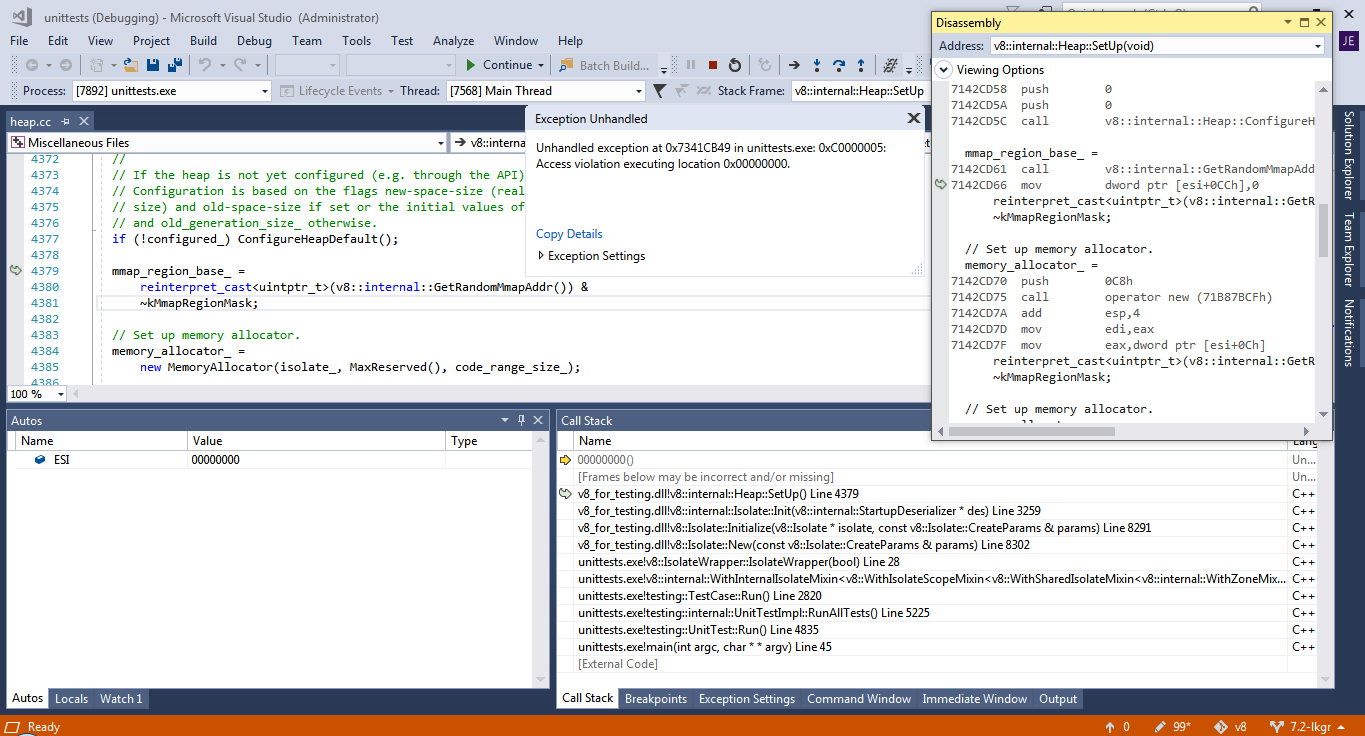 unittests (Debugging) - Microsoft Visual Studio (Administrator)
File Edit View Project Build Debug Team Tools Test Analyze Window Help
JE
Continue Batch Build...
Process: [7892] unittests.exe Lifecycle Events Thread: [7568] Main Thread Stack Frame: v8::internal::Heap::SetUp
heap.cc
Miscellaneous Files
4372 //
4373 // If the heap is not yet configured (e.g. through the API)
4374 // Configuration is based on the flags new-space-size (real
4375 // size) and old-space-size if set or the initial values of
4376 // and old_generation_size_ otherwise.
4377 if (!configured_) ConfigureHeapDefault();
4378
4379 mmap_region_base_ =
4380 reinterpret_cast<uintptr_t>(v8::internal::GetRandomMmapAddr()) &
4381 ~kMmapRegionMask;
4382
4383 // Set up memory allocator.
4384 memory_allocator_ =
4385 new MemoryAllocator(isolate_, MaxReserved(), code_range_size_);
4386
100 %
Exception Unhandled
Unhandled exception at 0x7341CB49 in unittests.exe: 0xC0000005:
Access violation executing location 0x00000000.
Copy Details
Exception Settings
Disassembly
Address: v8::internal::Heap::SetUp(void)
Viewing Options
7142CD58 push 0
7142CD5A push 0
7142CD5C call v8::internal::Heap::ConfigureH
mmap_region_base_ =
7142CD61 call v8::internal::GetRandomMmapAdd
7142CD66 mov dword ptr [esi+0CCh],0
reinterpret_cast<uintptr_t>(v8::internal::GetR
~kMmapRegionMask;
// Set up memory allocator.
memory_allocator_ =
7142CD70 push 0C8h
7142CD75 call operator new (71B87BCFh)
7142CD7A add esp,4
7142CD7D mov edi,eax
7142CD7F mov eax,dword ptr [esi+0Ch]
reinterpret_cast<uintptr_t>(v8::internal::GetR
~kMmapRegionMask;
// Set up memory allocator.
Solution Explorer
Team Explorer
Notifications
Autos
Name Value Type
ESI 00000000
Autos Locals Watch 1
Call Stack
Name
00000000() Un...
[Frames below may be incorrect and/or missing] Un...
v8_for_testing.dll!v8::internal::Heap::SetUp() Line 4379 C++
v8_for_testing.dll!v8::internal::Isolate::Init(v8::internal::StartupDeserializer * des) Line 3259 C++
v8_for_testing.dll!v8::Isolate::Initialize(v8::Isolate * isolate, const v8::Isolate::CreateParams & params) Line 8291 C++
v8_for_testing.dll!v8::Isolate::New(const v8::Isolate::CreateParams & params) Line 8302 C++
unittests.exe!v8::IsolateWrapper::IsolateWrapper(bool) Line 28 C++
unittests.exe!v8::internal::WithInternalIsolateMixin<v8::WithIsolateScopeMixin<v8::WithSharedIsolateMixin<v8::internal::WithZoneMix... C++
unittests.exe!testing::TestCase::Run() Line 2820 C++
unittests.exe!testing::internal::UnitTestImpl::RunAllTests() Line 5225 C++
unittests.exe!testing::UnitTest::Run() Line 4835 C++
unittests.exe!main(int argc, char * * argv) Line 45 C++
[External Code]
Call Stack Breakpoints Exception Settings Command Window Immediate Window Output
Ready 0 99* v8 7.2-lkgr